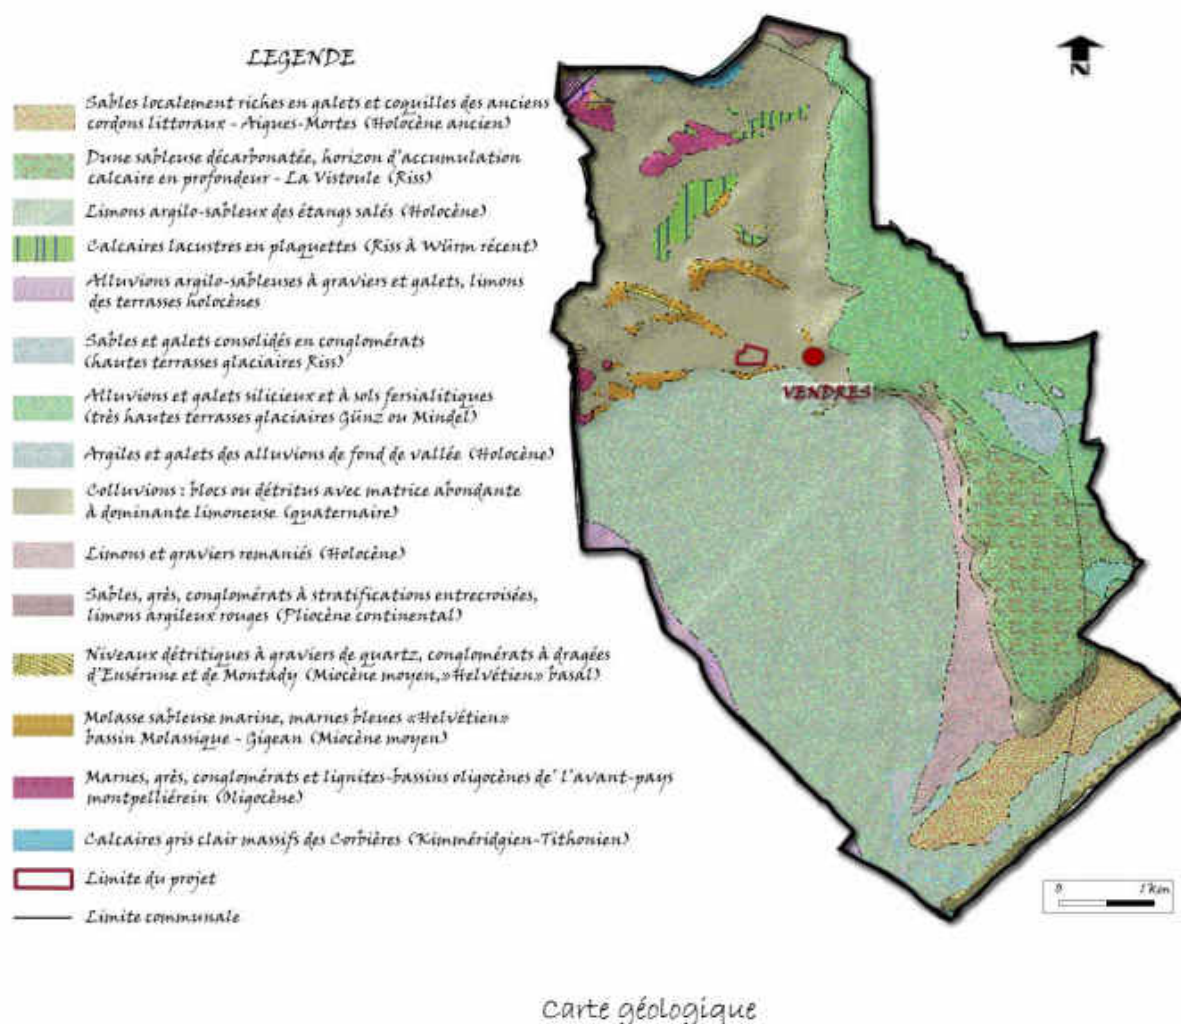 LEGENDE
N
Sables localement riches en galets et coquilles des anciens
cordons littoraux - Aigues-Mortes (Holocène ancien)
Dune sableuse décarbonatée, horizon d'accumulation
calcaire en profondeur - La Vistoule (Riss)
Limons argilo-sableux des étangs salés (Holocène)
Calcaires lacustres en plaquettes (Riss à Würm récent)
Alluvions argilo-sableuses à graviers et galets, limons
des terrasses holocènes
Sables et galets consolidés en conglomérats
(hautes terrasses glaciaires Riss)
Alluvions et galets silicieux et à sols fersialitiques
(très hautes terrasses glaciaires Günz ou Mindel)
Argiles et galets des alluvions de fond de vallée (Holocène)
Colluvions : blocs ou détritus avec matrice abondante
à dominante limoneuse (quaternaire)
Limons et graviers remaniés (Holocène)
Sables, grès, conglomérats à stratifications entrecroisées,
limons argileux rouges (Pliocène continental)
Niveaux détritiques à graviers de quartz, conglomérats à dragées
d'Ensérune et de Montady (Miocène moyen, «Helvétien» basal)
Molasse sableuse marine, marnes bleues «Helvétien»
bassin Molassique - Gigean (Miocène moyen)
Marnes, grès, conglomérats et lignites-bassins oligocènes de' l'avant-pays
montpelliérein (Oligocène)
Calcaires gris clair massifs des Corbières (Kimméridgien-Tithonien)
Limite du projet
Limite communale
VENDRES
0 1 Km
Carte géologique